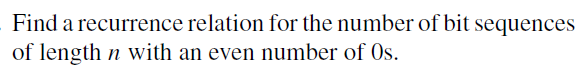 Find a recurrence relation for the number of bit sequences
of length n with an even number of 0s.